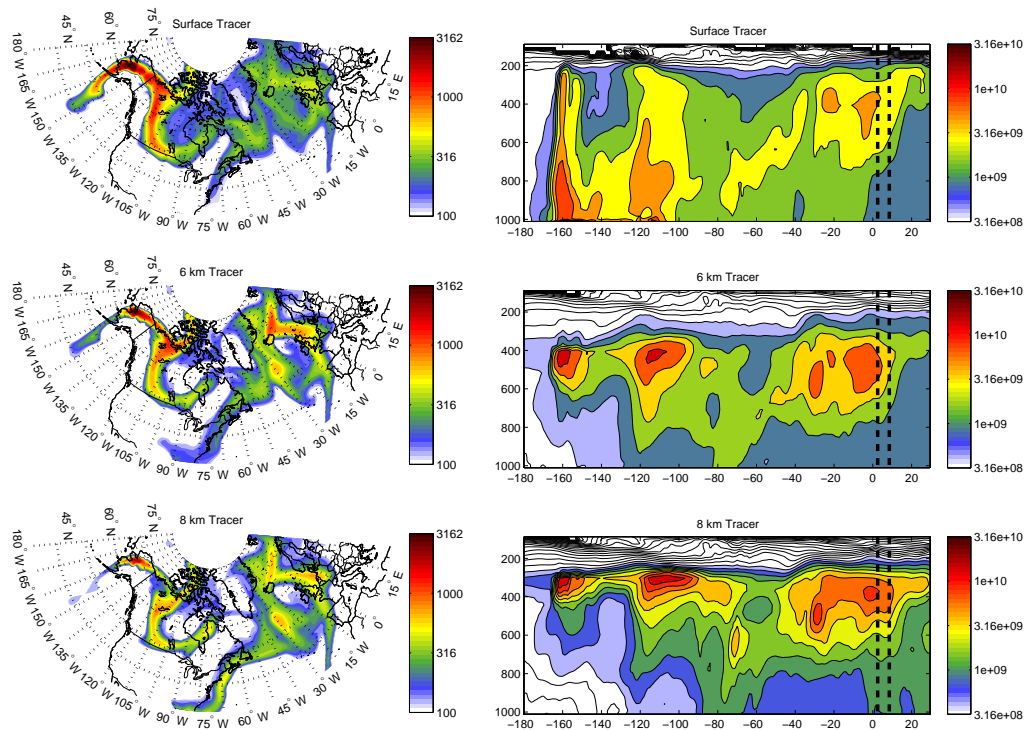 Surface Tracer
45° N
60° N
75° N
180° W
165° W
150° W
135° W
120° W
105° W
90° W
75° W
60° W
45° W
30° W
15° W
0°
15° E
3162
1000
316
100
Surface Tracer
200
400
600
800
1000
−180 −160 −140 −120 −100 −80 −60 −40 −20 0 20
3.16e+10
1e+10
3.16e+09
1e+09
3.16e+08
6 km Tracer
45° N
60° N
75° N
180° W
165° W
150° W
135° W
120° W
105° W
90° W
75° W
60° W
45° W
30° W
15° W
0°
15° E
3162
1000
316
100
6 km Tracer
200
400
600
800
1000
−180 −160 −140 −120 −100 −80 −60 −40 −20 0 20
3.16e+10
1e+10
3.16e+09
1e+09
3.16e+08
8 km Tracer
45° N
60° N
75° N
180° W
165° W
150° W
135° W
120° W
105° W
90° W
75° W
60° W
45° W
30° W
15° W
0°
15° E
3162
1000
316
100
8 km Tracer
200
400
600
800
1000
−180 −160 −140 −120 −100 −80 −60 −40 −20 0 20
3.16e+10
1e+10
3.16e+09
1e+09
3.16e+08